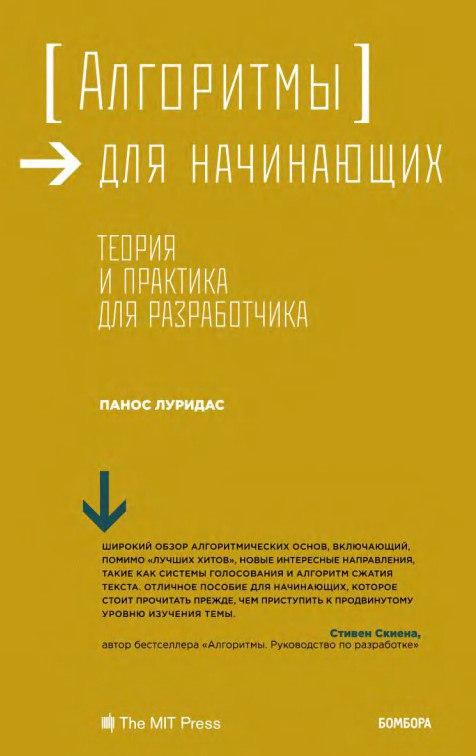 [Алгоритмы]
→ для начинающих
Теория
и практика
для разработчика
ПАНОС ЛУРИДАС
ШИРОКИЙ ОБЗОР АЛГОРИТМИЧЕСКИХ ОСНОВ, ВКЛЮЧАЮЩИЙ,
ПОМИМО «ЛУЧШИХ ХИТОВ», НОВЫЕ ИНТЕРЕСНЫЕ НАПРАВЛЕНИЯ,
ТАКИЕ КАК СИСТЕМЫ ГОЛОСОВАНИЯ И АЛГОРИТМ СЖАТИЯ
ТЕКСТА. ОТЛИЧНОЕ ПОСОБИЕ ДЛЯ НАЧИНАЮЩИХ, КОТОРОЕ
СТОИТ ПРОЧИТАТЬ ПРЕЖДЕ, ЧЕМ ПРИСТУПИТЬ К ПРОДВИНУТОМУ
УРОВНЮ ИЗУЧЕНИЯ ТЕМЫ.
Стивен Скиена,
автор бестселлера «Алгоритмы. Руководство по разработке»
The MIT Press
БОМБОРА